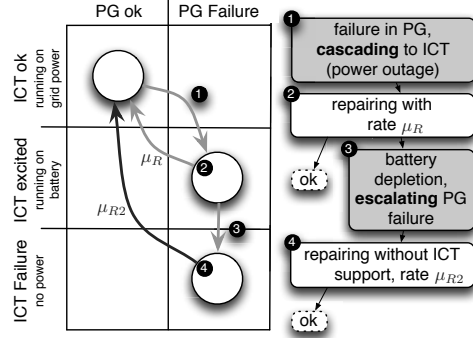 PG ok
PG Failure
ICT ok
running on
grid power
ICT excited
running on
battery
ICT Failure
no power
1
μR
2
3
μR2
4
1
failure in PG,
cascading to ICT
(power outage)
2
repairing with
rate μR
ok
3
battery
depletion,
escalating PG
failure
4
repairing without ICT
support, rate μR2
ok